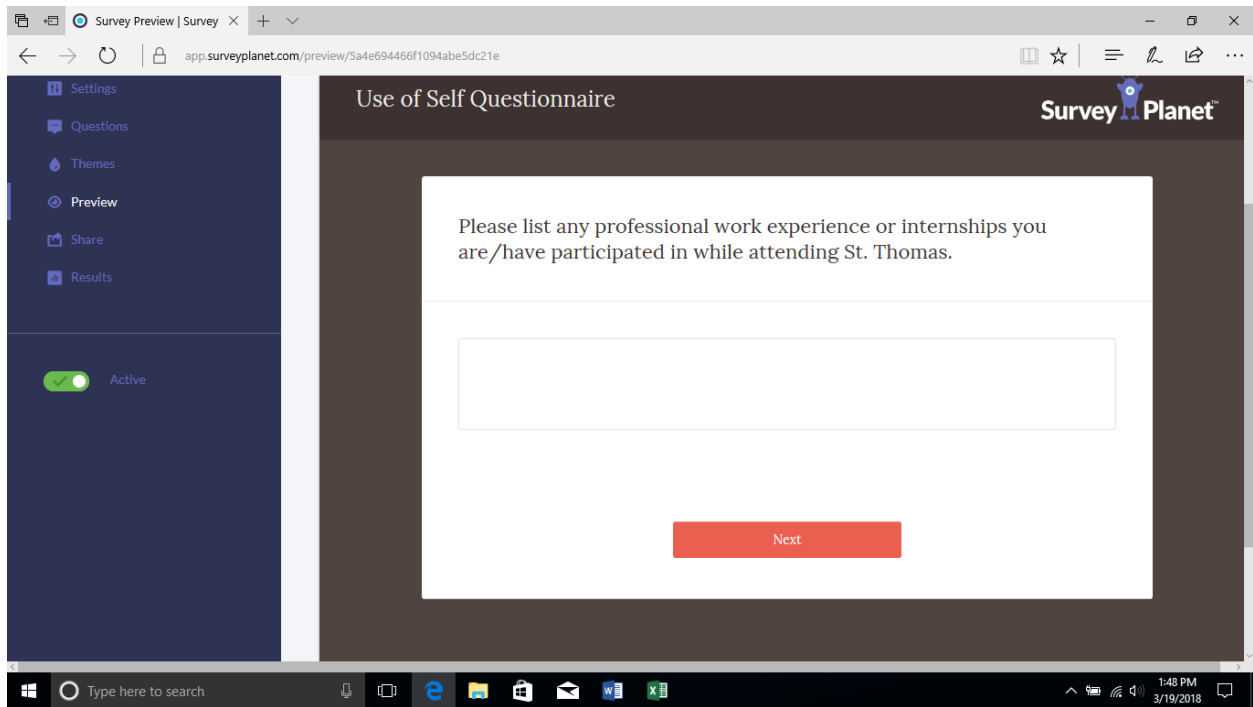 Survey Preview | Survey
app.surveyplanet.com/preview/5a4e694466f1094abe5dc21e
Settings
Questions
Themes
Preview
Share
Results
Active
Use of Self Questionnaire
Survey Planet™
Please list any professional work experience or internships you
are/have participated in while attending St. Thomas.
Next
Type here to search
1:48 PM
3/19/2018